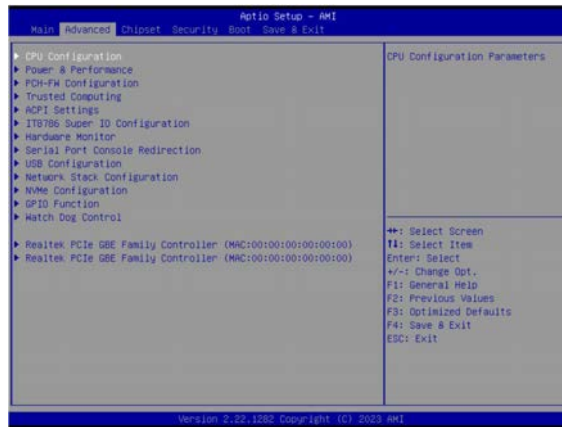 Aptio Setup - AMI
Main Advanced Chipset Security Boot Save & Exit
CPU Configuration
Power & Performance
PCH-FW Configuration
Trusted Computing
ACPI Settings
IT8786 Super IO Configuration
Hardware Monitor
Serial Port Console Redirection
USB Configuration
Network Stack Configuration
NVMe Configuration
GPIO Function
Watch Dog Control
Realtek PCIe GBE Family Controller (MAC:00:00:00:00:00:00)
Realtek PCIe GBE Family Controller (MAC:00:00:00:00:00:00)
CPU Configuration Parameters
→←: Select Screen
↑↓: Select Item
Enter: Select
+/-: Change Opt.
F1: General Help
F2: Previous Values
F3: Optimized Defaults
F4: Save & Exit
ESC: Exit
Version 2.22.1282 Copyright (C) 2023 AMI